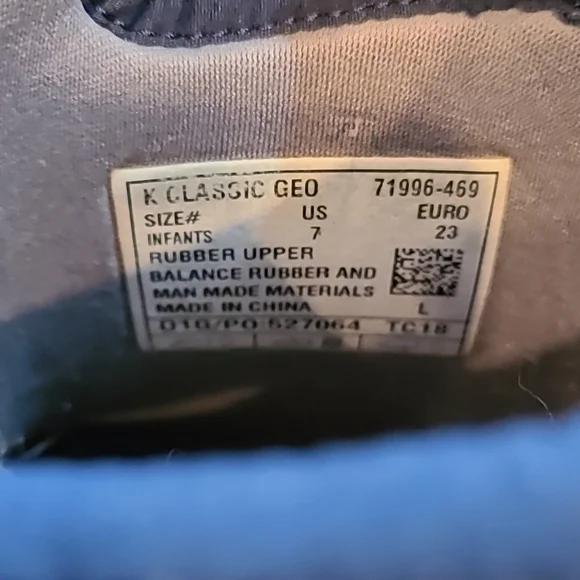 K CLASSIC GEO 71996-469
SIZE# US EURO
INFANTS 7 23
RUBBER UPPER
BALANCE RUBBER AND
MAN MADE MATERIALS
MADE IN CHINA L
01G/PO 527064 TC18